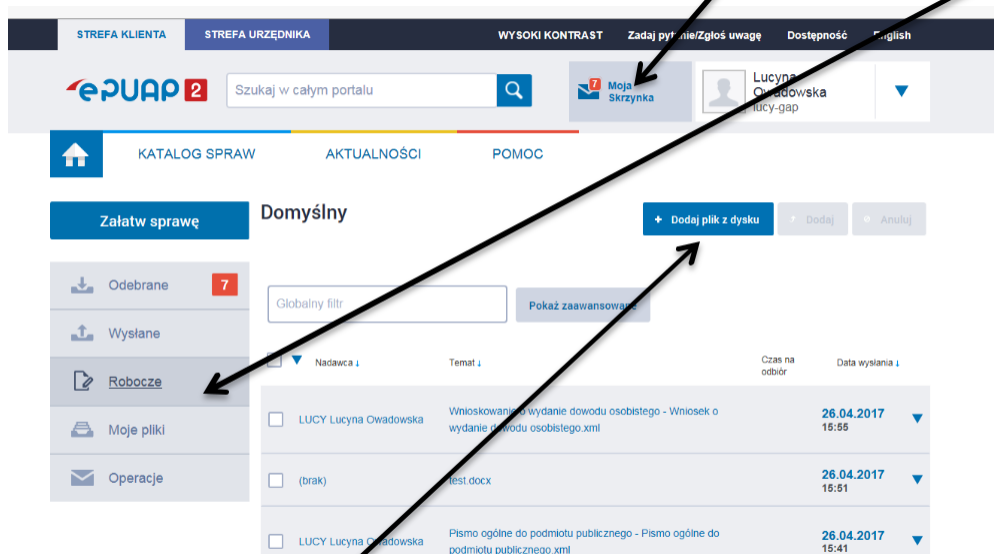 STREFA KLIENTA STREFA URZĘDNIKA WYSOKI KONTRAST Zadaj pytanie/Zgłoś uwagę Dostępność English
ePUAP 2 Szukaj w całym portalu 7 Moja Skrzynka
Lucyna
Owadowska
lucy-gap
KATALOG SPRAW AKTUALNOŚCI POMOC
Załatw sprawę
Domyślny
+ Dodaj plik z dysku Dodaj Anuluj
Odebrane 7
Wysłane
Robocze
Moje pliki
Operacje
Globalny filtr Pokaż zaawansowane
Nadawca Temat Czas na odbiór Data wysłania
LUCY Lucyna Owadowska
Wnioskowanie o wydanie dowodu osobistego - Wniosek o
wydanie dowodu osobistego.xml
26.04.2017
15:55
(brak) test.docx
26.04.2017
15:51
LUCY Lucyna Owadowska
Pismo ogólne do podmiotu publicznego - Pismo ogólne do
podmiotu publicznego.xml
26.04.2017
15:41